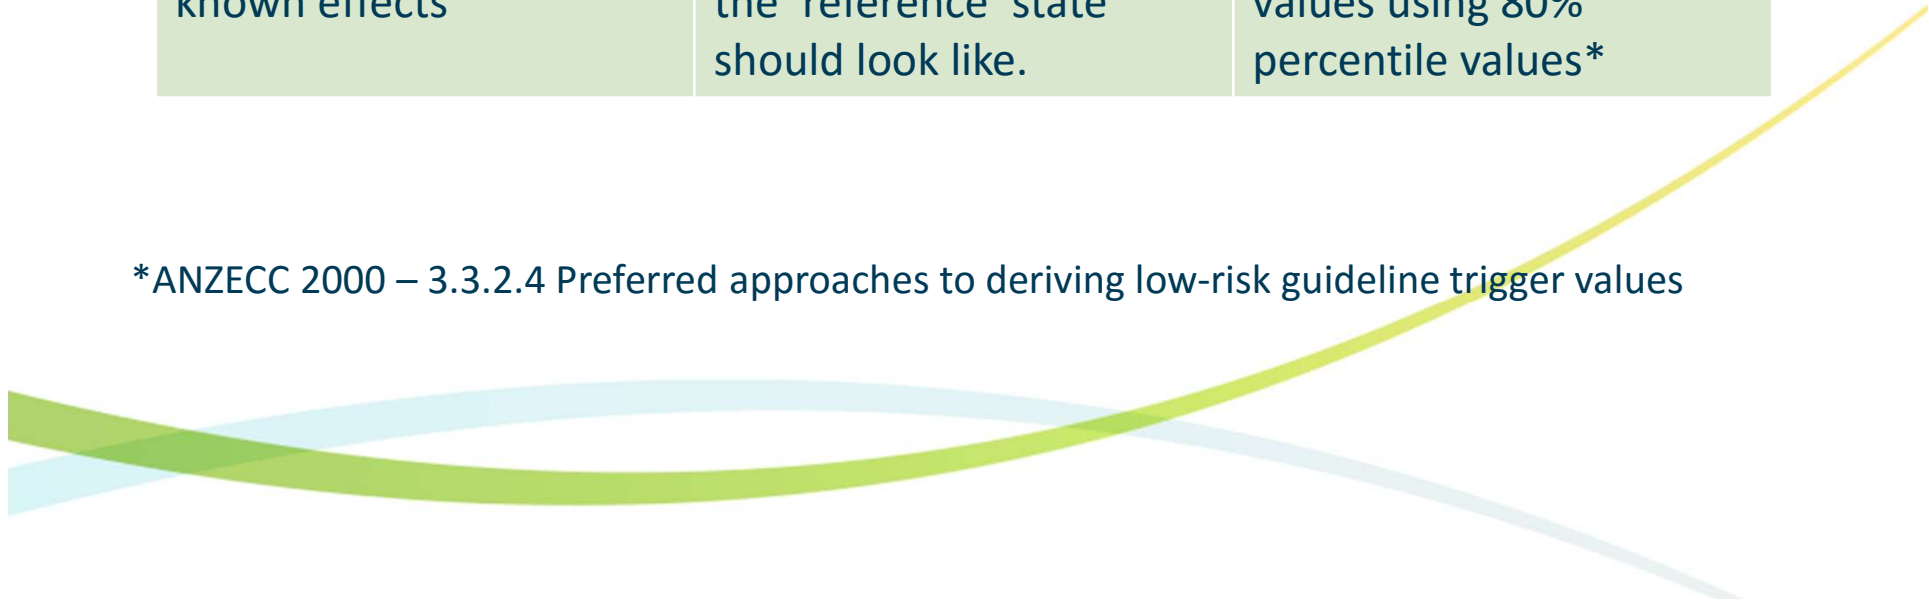 known effects
the 'reference' state
should look like.
values using 80%
percentile values*
*ANZECC 2000 – 3.3.2.4 Preferred approaches to deriving low-risk guideline trigger values